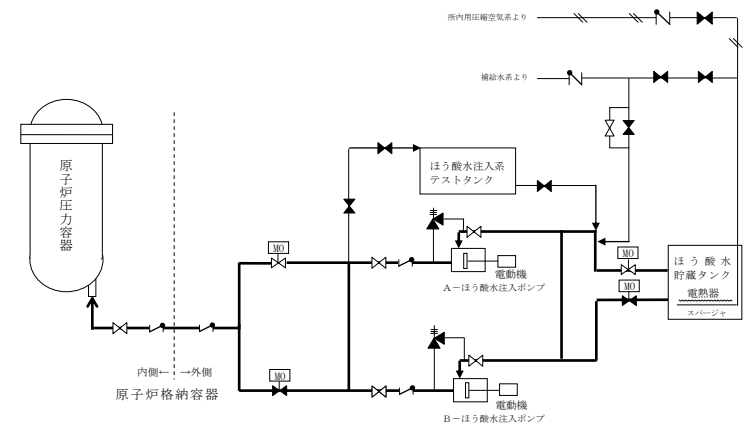 所内用圧縮空気系より
補給水系より
原子炉圧力容器
ほう酸水注入系
テストタンク
MO
MO
ほう酸水
貯蔵タンク
電熱器
スパージャ
MO
電動機
A－ほう酸水注入ポンプ
内側← →外側
原子炉格納容器
MO
電動機
B－ほう酸水注入ポンプ